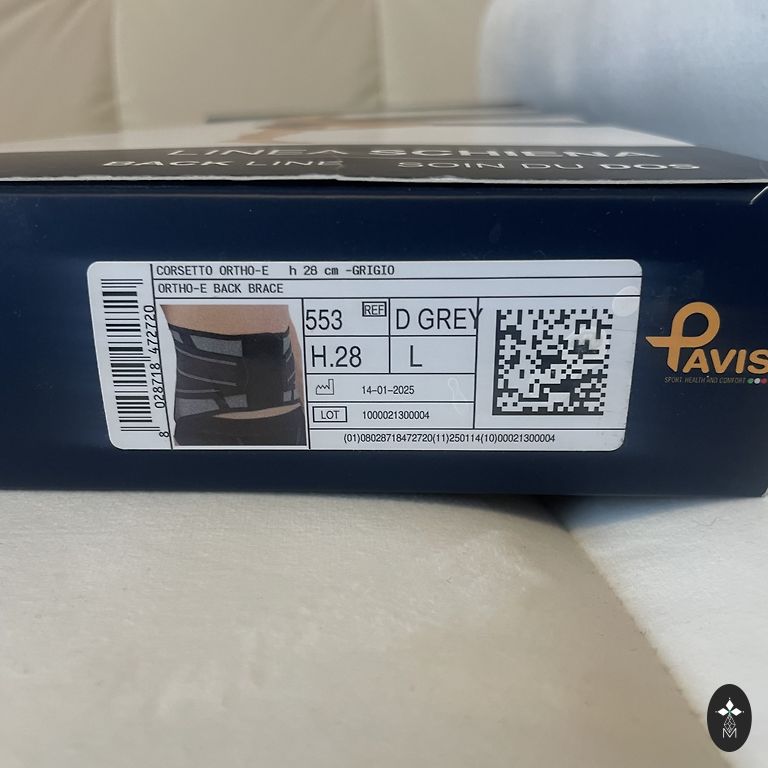 LINEA SCHIENA
BACK LINE SOIN DU DOS
CORSETTO ORTHO-E h 28 cm -GRIGIO
ORTHO-E BACK BRACE
8 028718 472720
553 REF D GREY
H.28 L
14-01-2025
LOT 1000021300004
(01)08028718472720(11)250114(10)00021300004
PAVIS
SPORT, HEALTH AND COMFORT
M